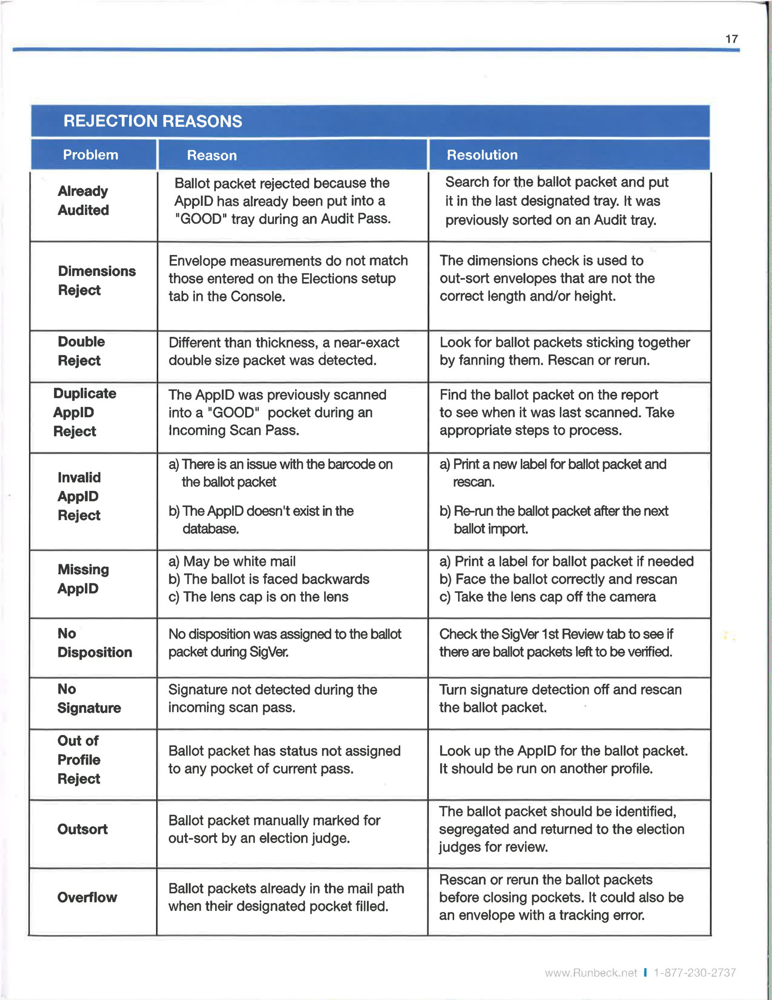 17
REJECTION REASONS
Problem
Reason
Resolution
Already
Audited
Ballot packet rejected because the
AppID has already been put into a
"GOOD" tray during an Audit Pass.
Search for the ballot packet and put
it in the last designated tray. It was
previously sorted on an Audit tray.
Dimensions
Reject
Envelope measurements do not match
those entered on the Elections setup
tab in the Console.
The dimensions check is used to
out-sort envelopes that are not the
correct length and/or height.
Double
Reject
Different than thickness, a near-exact
double size packet was detected.
Look for ballot packets sticking together
by fanning them. Rescan or rerun.
Duplicate
AppID
Reject
The AppID was previously scanned
into a "GOOD" pocket during an
Incoming Scan Pass.
Find the ballot packet on the report
to see when it was last scanned. Take
appropriate steps to process.
Invalid
AppID
Reject
a) There is an issue with the barcode on
the ballot packet
b) The AppID doesn't exist in the
database.
a) Print a new label for ballot packet and
rescan.
b) Re-run the ballot packet after the next
ballot import.
Missing
AppID
a) May be white mail
b) The ballot is faced backwards
c) The lens cap is on the lens
a) Print a label for ballot packet if needed
b) Face the ballot correctly and rescan
c) Take the lens cap off the camera
No
Disposition
No disposition was assigned to the ballot
packet during SigVer.
Check the SigVer 1st Review tab to see if
there are ballot packets left to be verified.
No
Signature
Signature not detected during the
incoming scan pass.
Turn signature detection off and rescan
the ballot packet.
Out of
Profile
Reject
Ballot packet has status not assigned
to any pocket of current pass.
Look up the AppID for the ballot packet.
It should be run on another profile.
Outsort
Ballot packet manually marked for
out-sort by an election judge.
The ballot packet should be identified,
segregated and returned to the election
judges for review.
Overflow
Ballot packets already in the mail path
when their designated pocket filled.
Rescan or rerun the ballot packets
before closing pockets. It could also be
an envelope with a tracking error.
www.Runbeck.net | 1-877-230-2737